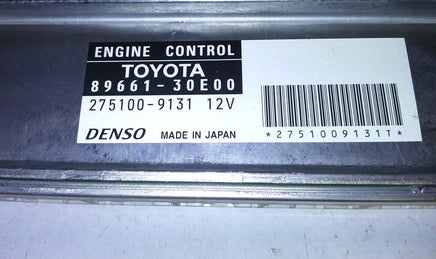 ENGINE CONTROL
TOYOTA
89661-30E00
275100-9131 12V
DENSO MADE IN JAPAN
*2751009131T*